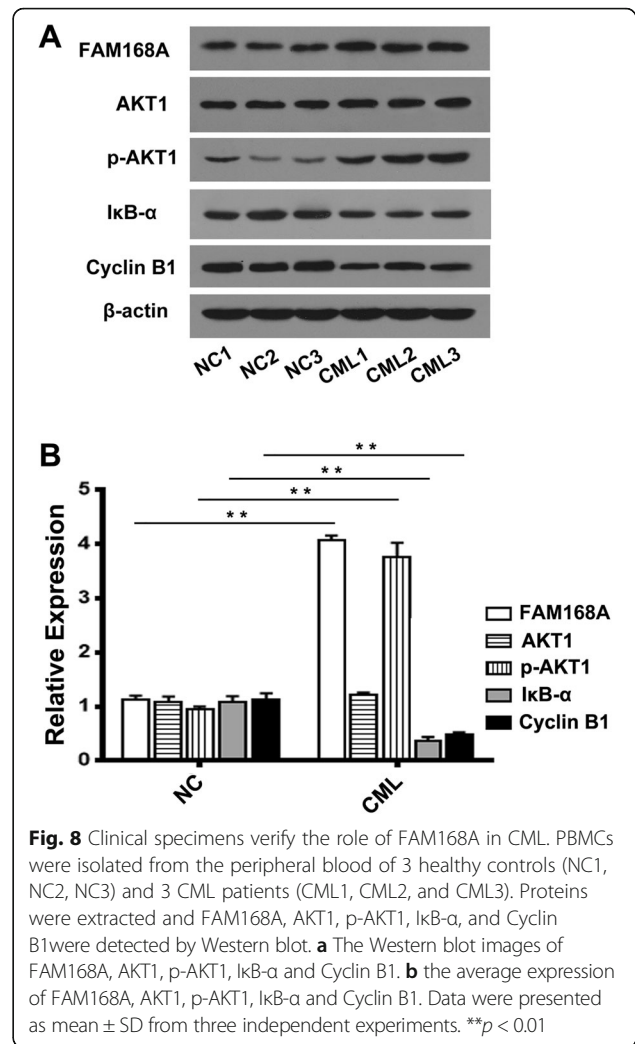 A
FAM168A
AKT1
p-AKT1
IκB-α
Cyclin B1
β-actin
NC1 NC2 NC3 CML1 CML2 CML3
B
**
**
**
**
5
4
3
2
1
0
Relative Expression
NC CML
FAM168A
AKT1
p-AKT1
IκB-α
Cyclin B1
Fig. 8 Clinical specimens verify the role of FAM168A in CML. PBMCs
were isolated from the peripheral blood of 3 healthy controls (NC1,
NC2, NC3) and 3 CML patients (CML1, CML2, and CML3). Proteins
were extracted and FAM168A, AKT1, p-AKT1, IκB-α, and Cyclin
B1were detected by Western blot. a The Western blot images of
FAM168A, AKT1, p-AKT1, IκB-α and Cyclin B1. b the average expression
of FAM168A, AKT1, p-AKT1, IκB-α and Cyclin B1. Data were presented
as mean ± SD from three independent experiments. **p < 0.01